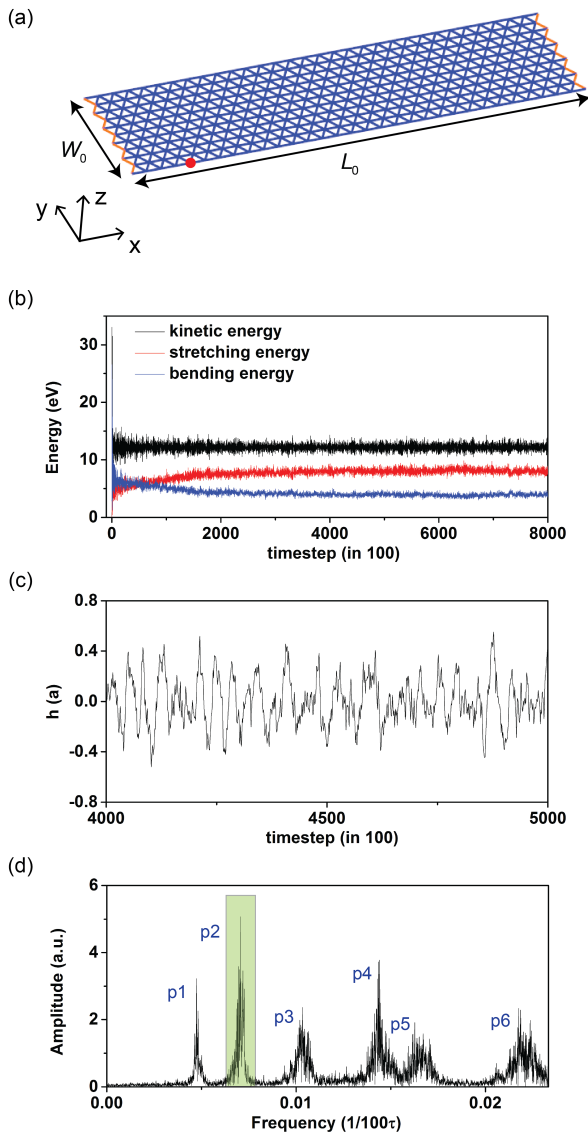 (a)
W₀
L₀
y
z
x
(b)
kinetic energy
stretching energy
bending energy
Energy (eV)
30
20
10
0
0 2000 4000 6000 8000
timestep (in 100)
(c)
h (a)
0.8
0.4
0.0
-0.4
-0.8
4000 4500 5000
timestep (in 100)
(d)
Amplitude (a.u.)
6
4
2
0
p1
p2
p3
p4
p5
p6
0.00 0.01 0.02
Frequency (1/100τ)